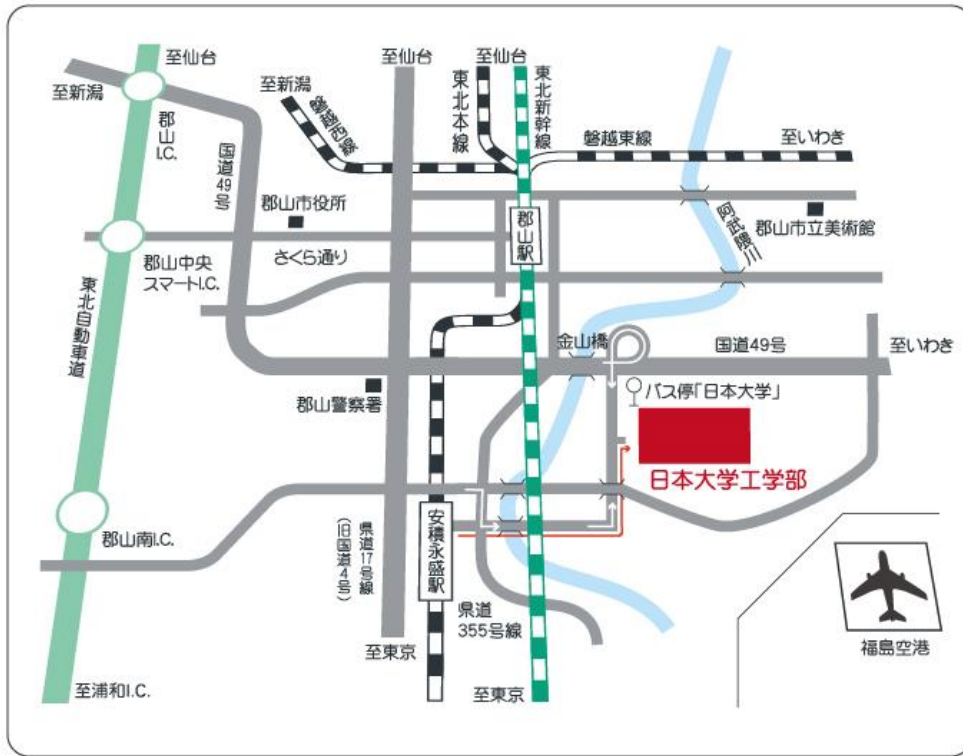 至仙台
至仙台
至仙台
至新潟
至新潟
磐越西線
東北本線
東北新幹線
磐越東線
至いわき
郡山
I.C.
国道49号
郡山市役所
郡山駅
阿武隈川
郡山市立美術館
さくら通り
郡山中央
スマートI.C.
東北自動車道
金山橋
国道49号
至いわき
郡山警察署
バス停「日本大学」
日本大学工学部
郡山南I.C.
県道17号線
(旧国道4号)
安積永盛駅
県道
355号線
至東京
至浦和I.C.
至東京
福島空港